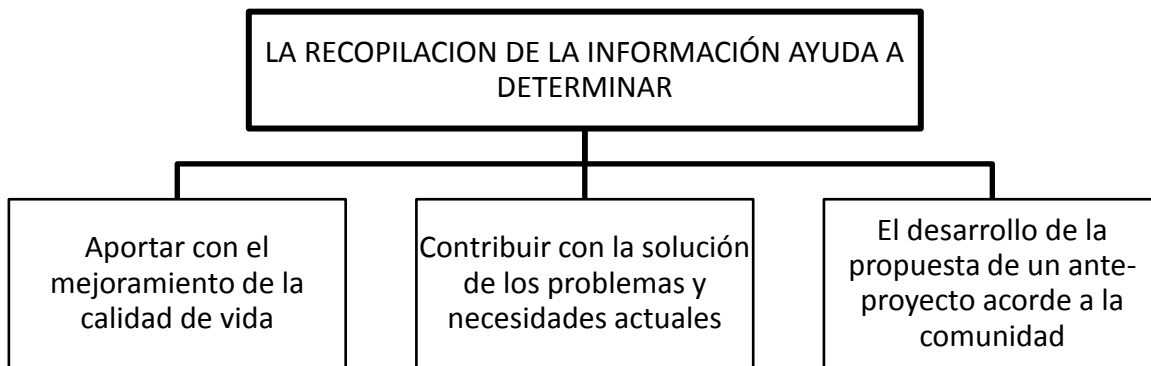 LA RECOPILACION DE LA INFORMACIÓN AYUDA A
DETERMINAR
Aportar con el
mejoramiento de la
calidad de vida
Contribuir con la solución
de los problemas y
necesidades actuales
El desarrollo de la
propuesta de un ante-
proyecto acorde a la
comunidad